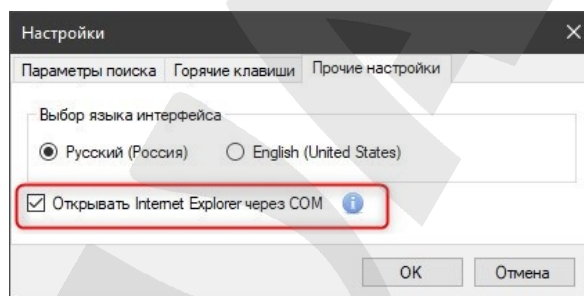 Настройки
Параметры поиска Горячие клавиши Прочие настройки
Выбор языка интерфейса
Русский (Россия) English (United States)
Открывать Internet Explorer через COM
OK Отмена